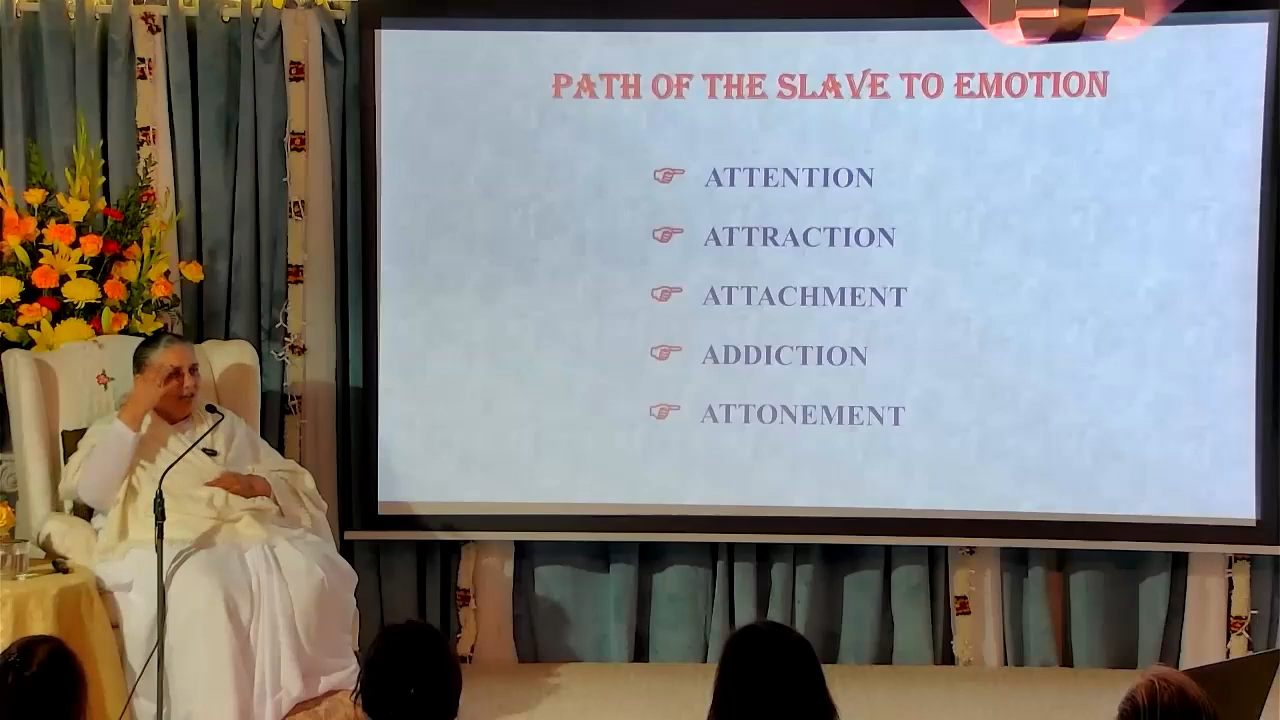 PATH OF THE SLAVE TO EMOTION
ATTENTION
ATTRACTION
ATTACHMENT
ADDICTION
ATTONEMENT